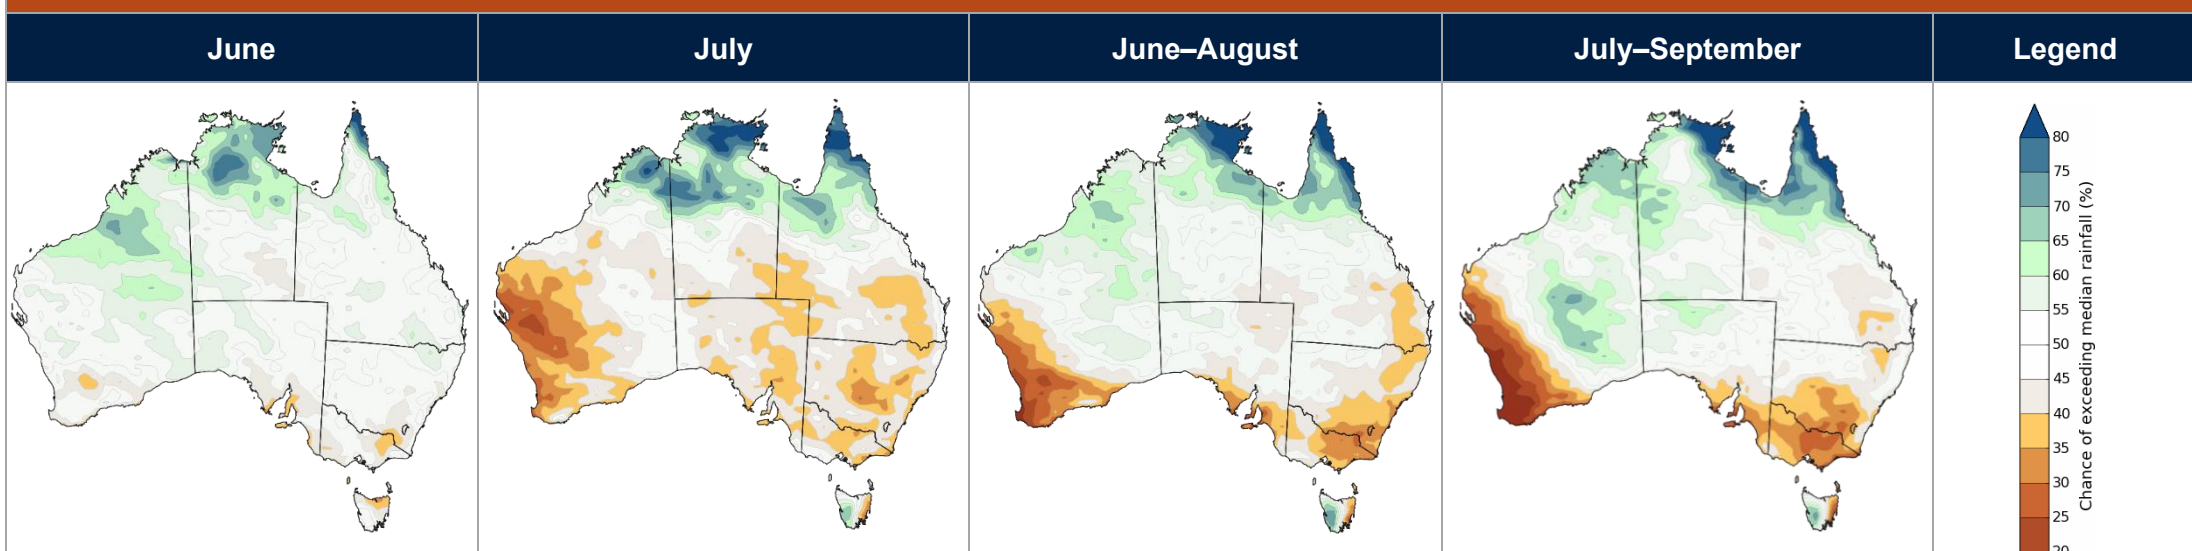 June
July
June–August
July–September
Legend
80
75
70
65
60
55
50
45
40
35
30
25
20
Chance of exceeding median rainfall (%)